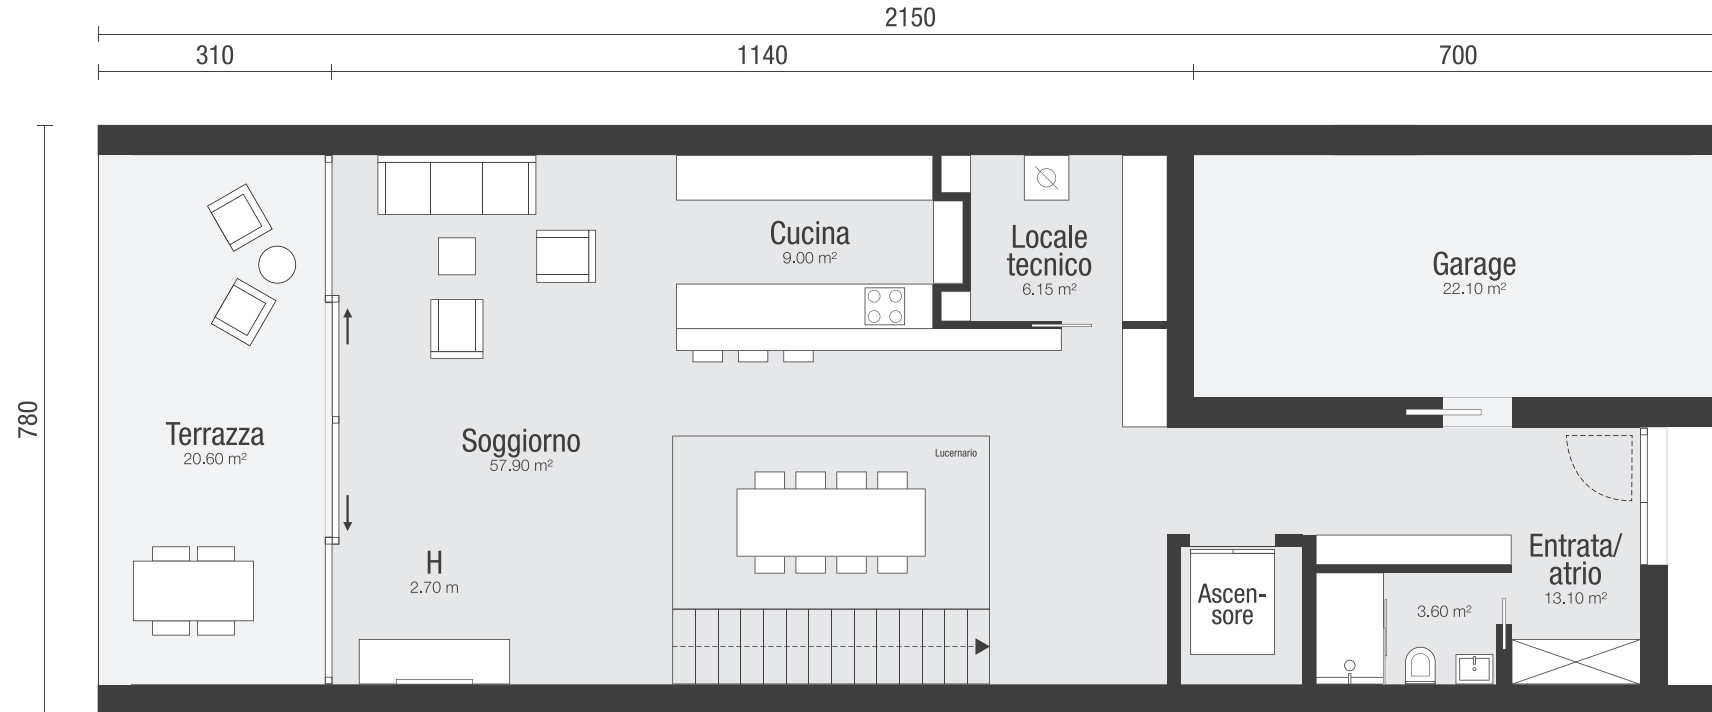 2150
310
1140
700
780
Cucina
9.00 m²
Locale
tecnico
6.15 m²
Garage
22.10 m²
Terrazza
20.60 m²
Soggiorno
57.90 m²
Lucernario
H
2.70 m
Ascen-
sore
3.60 m²
Entrata/
atrio
13.10 m²